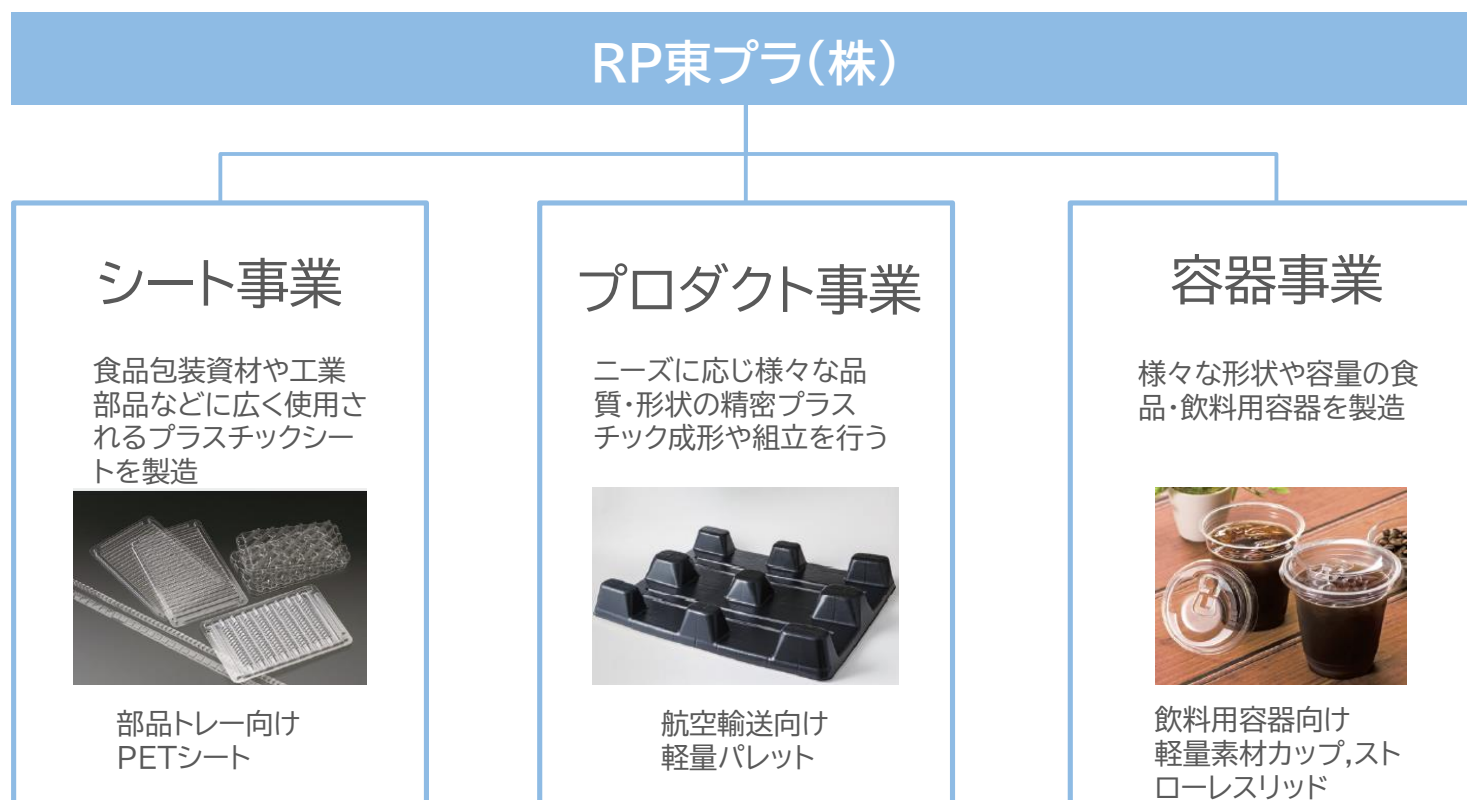 RP東プラ(株)
シート事業
食品包装資材や工業
部品などに広く使用さ
れるプラスチックシー
トを製造
部品トレー向け
PETシート
プロダクト事業
ニーズに応じ様々な品
質・形状の精密プラス
チック成形や組立を行う
航空輸送向け
軽量パレット
容器事業
様々な形状や容量の食
品・飲料用容器を製造
飲料用容器向け
軽量素材カップ,スト
ローレスリッド